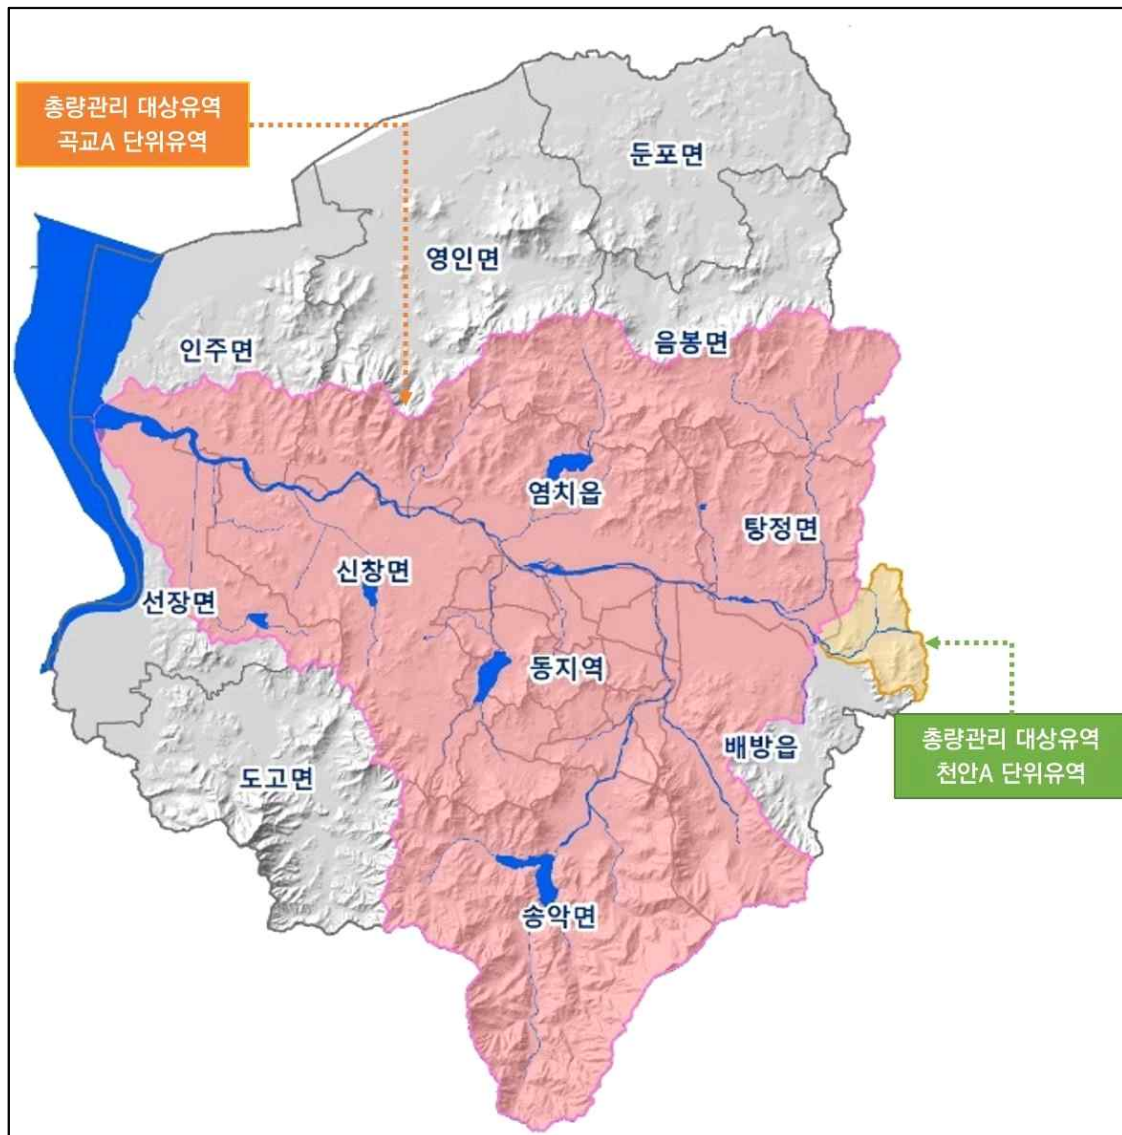 총량관리 대상유역
곡교A 단위유역
둔포면
영인면
인주면
음봉면
염치읍
탕정면
신창면
선장면
동지역
배방읍
총량관리 대상유역
천안A 단위유역
도고면
송악면